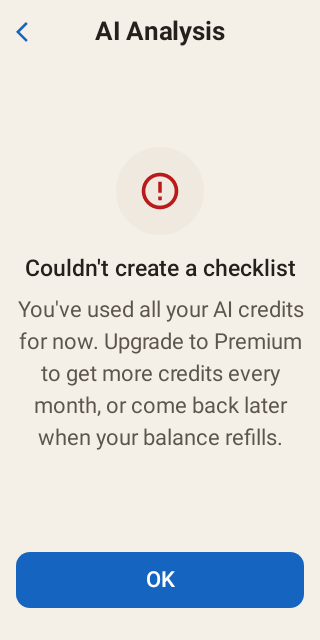 AI Analysis
Couldn't create a checklist
You've used all your AI credits
for now. Upgrade to Premium
to get more credits every
month, or come back later
when your balance refills.
OK